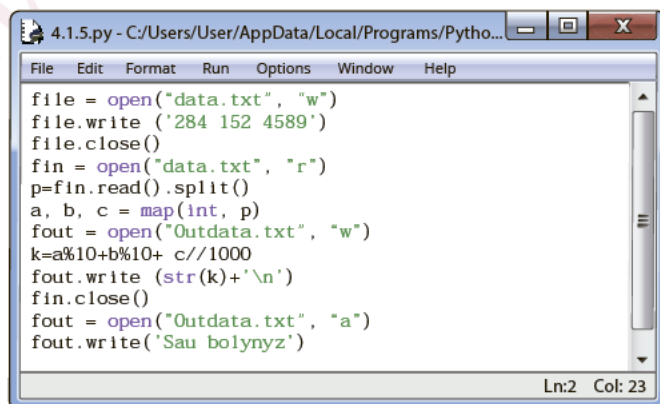 4.1.5.py - C:/Users/User/AppData/Local/Programs/Pytho...
File Edit Format Run Options Window Help
file = open("data.txt", "w")
file.write ('284 152 4589')
file.close()
fin = open("data.txt", "r")
p=fin.read().split()
a, b, c = map(int, p)
fout = open("Outdata.txt", "w")
k=a%10+b%10+ c//1000
fout.write (str(k)+'\n')
fin.close()
fout = open("Outdata.txt", "a")
fout.write('Sau bolynyz')
Ln:2 Col: 23